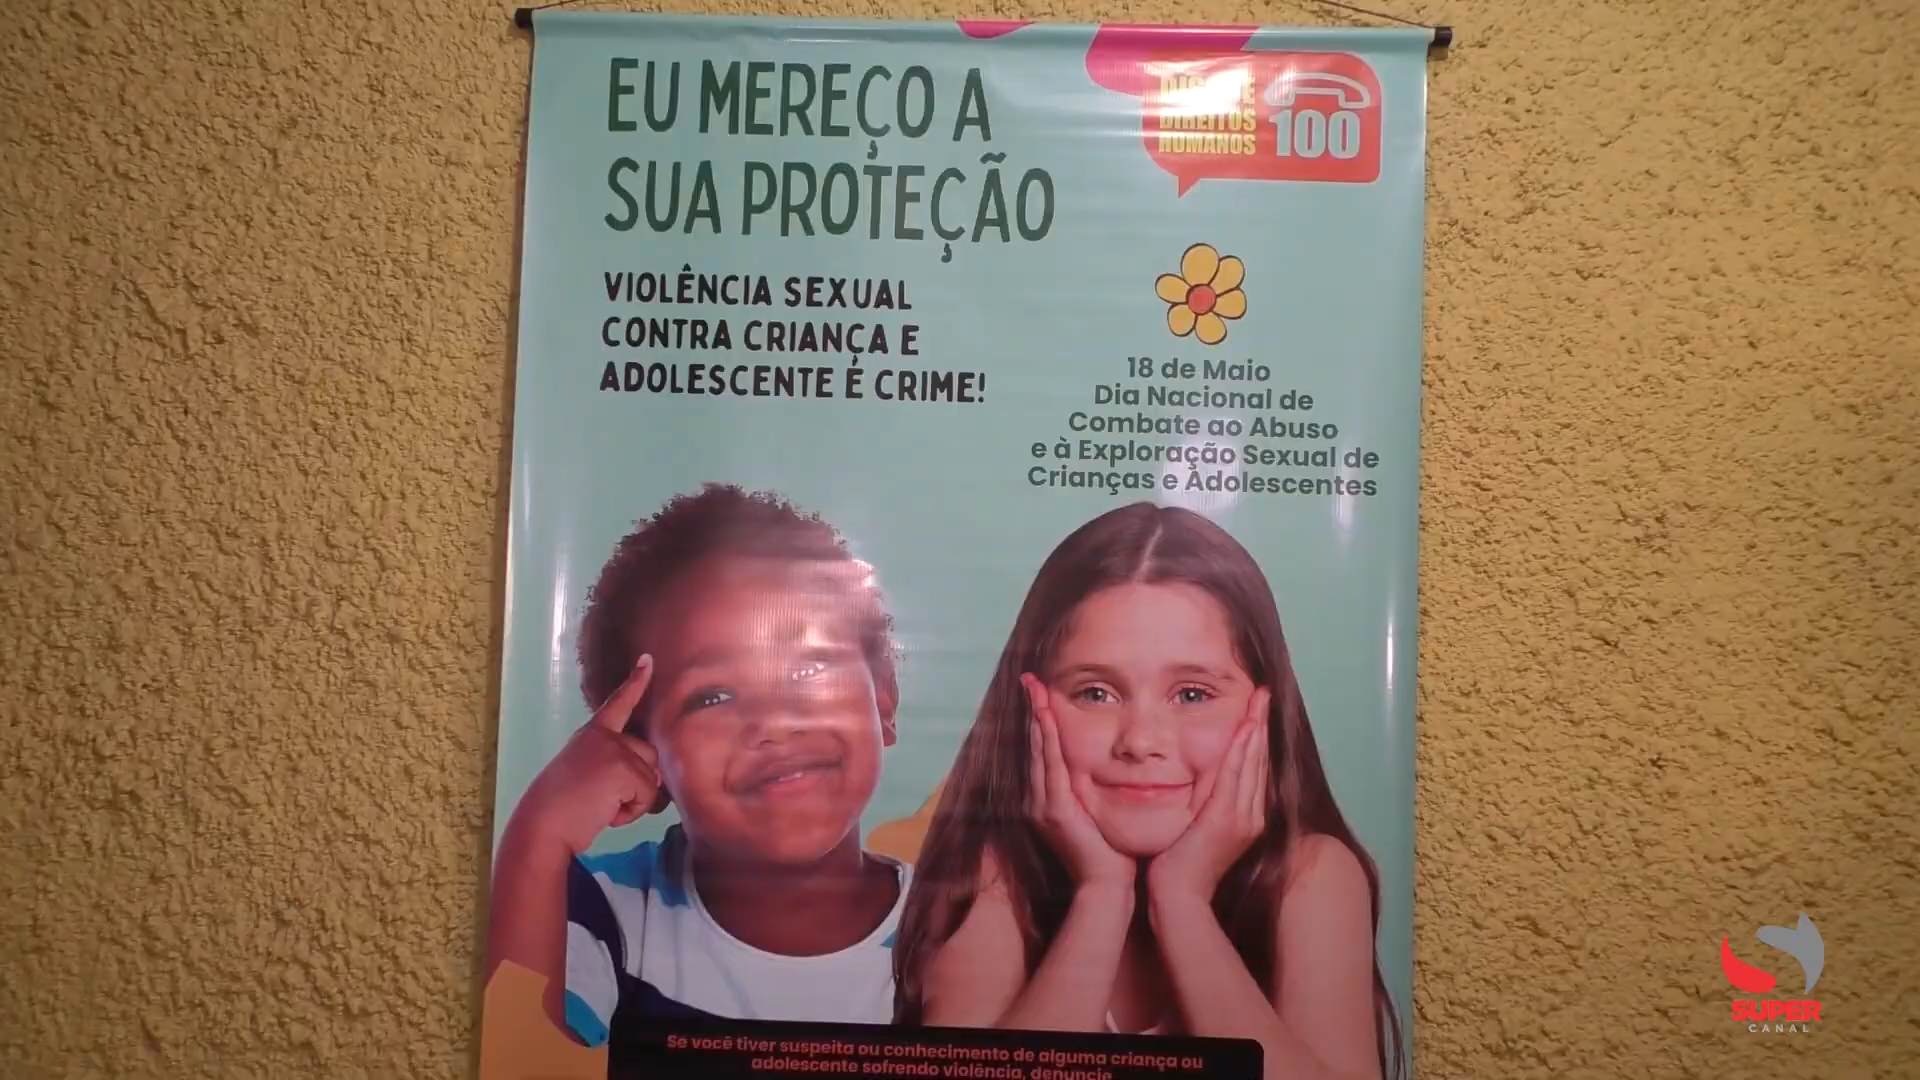 EU MEREÇO A
SUA PROTEÇÃO
VIOLÊNCIA SEXUAL
CONTRA CRIANÇA E
ADOLESCENTE É CRIME!
DISQUE
DIREITOS
HUMANOS
100
18 de Maio
Dia Nacional de
Combate ao Abuso
e à Exploração Sexual de
Crianças e Adolescentes
Se você tiver suspeita ou conhecimento de alguma criança ou
adolescente sofrendo violência, denuncie
SUPER
CANAL